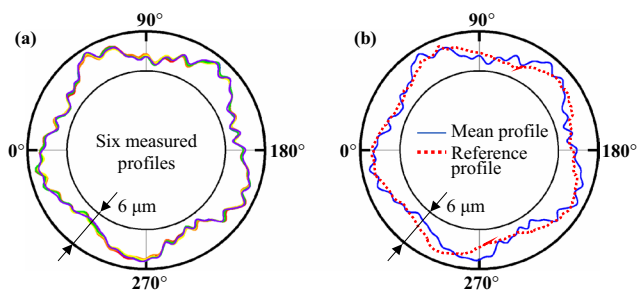 (a)
90°
0°
Six measured
profiles
180°
6 μm
270°
(b)
90°
0°
Mean profile
Reference
profile
180°
6 μm
270°